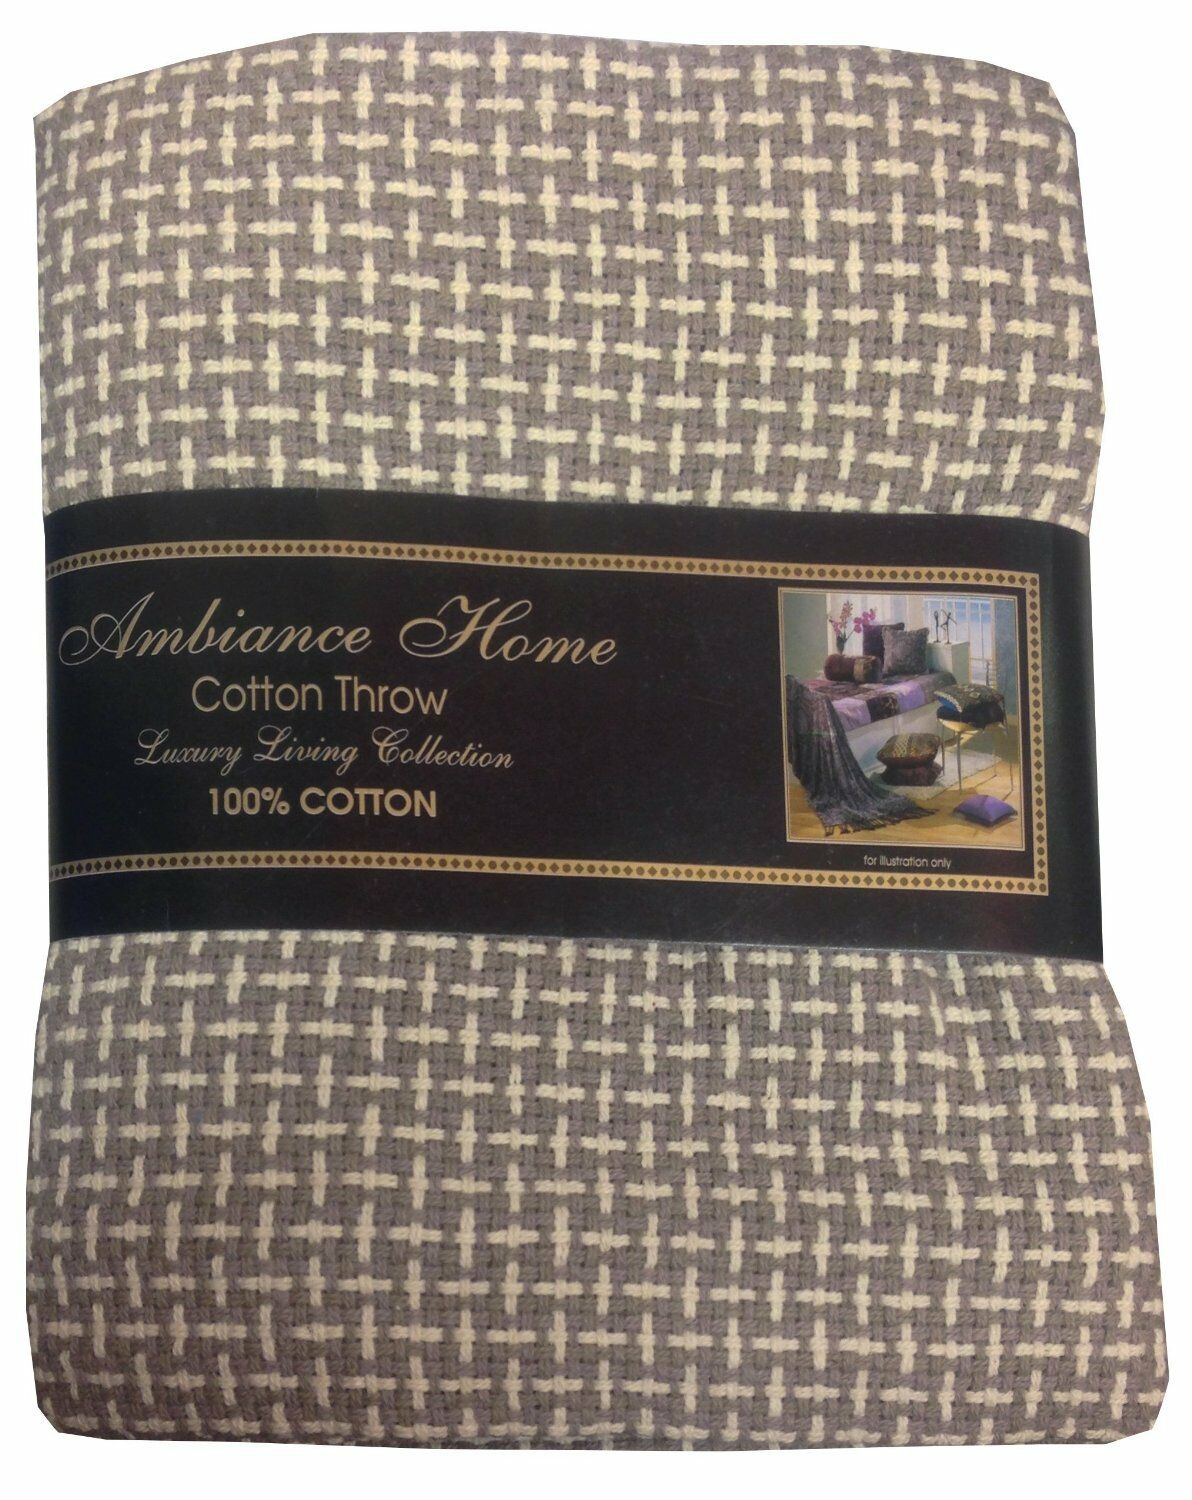 Ambiance Home
Cotton Throw
Luxury Living Collection
100% COTTON
for illustration only